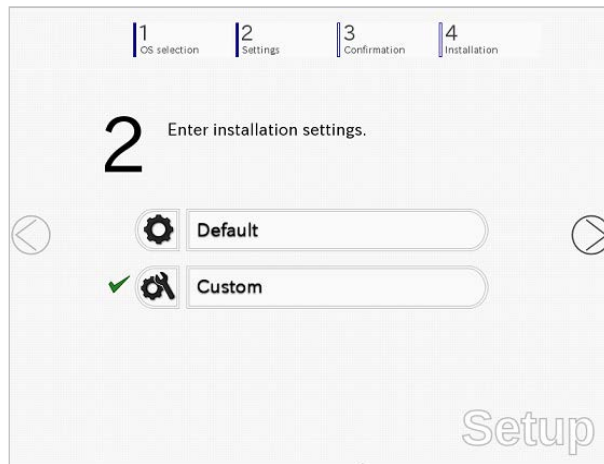 1
OS selection
2
Settings
3
Confirmation
4
Installation
2
Enter installation settings.
Default
Custom
Setup